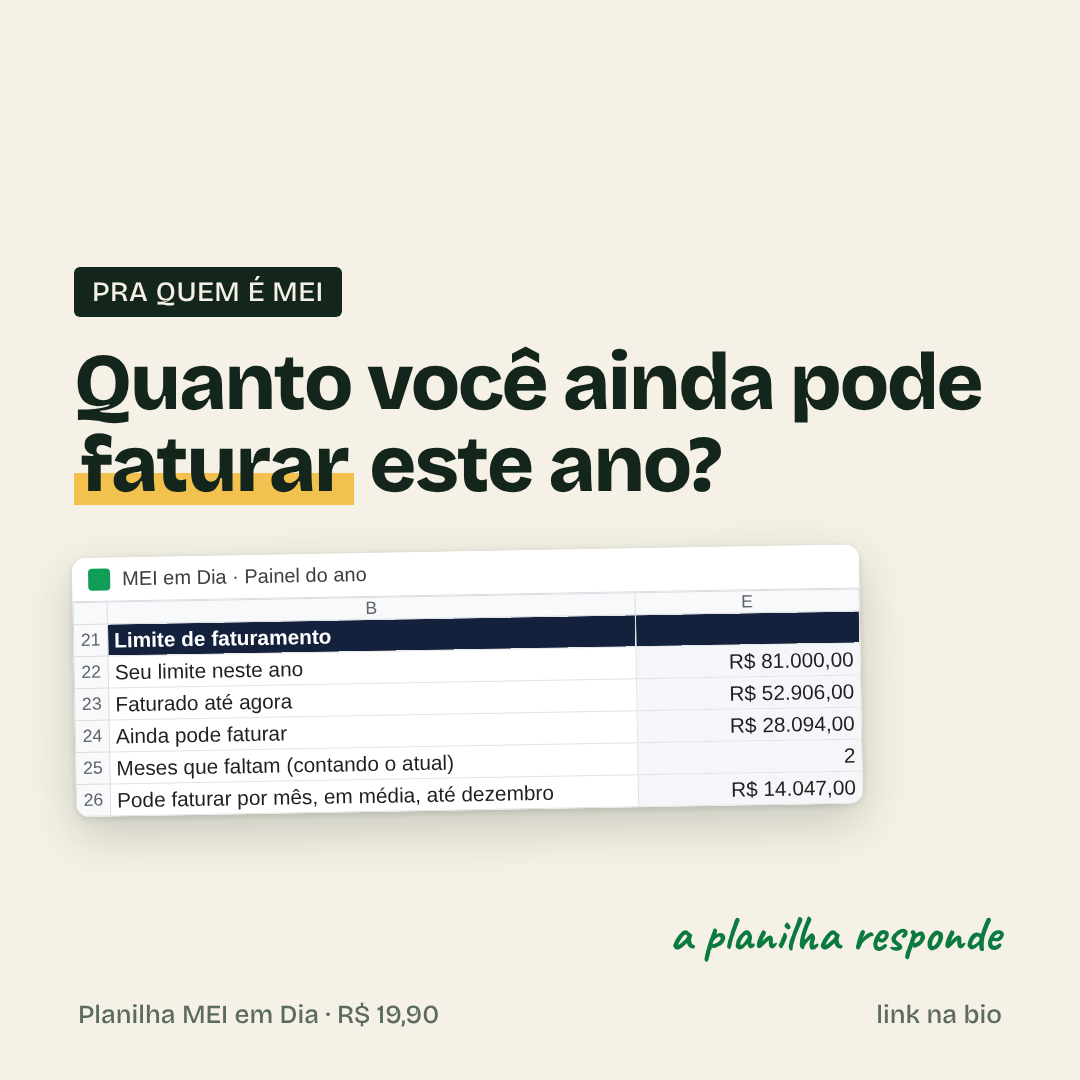 PRA QUEM É MEI
Quanto você ainda pode
faturar este ano?
MEI em Dia · Painel do ano
B E
21 Limite de faturamento
22 Seu limite neste ano R$ 81.000,00
23 Faturado até agora R$ 52.906,00
24 Ainda pode faturar R$ 28.094,00
25 Meses que faltam (contando o atual) 2
26 Pode faturar por mês, em média, até dezembro R$ 14.047,00
a planilha responde
Planilha MEI em Dia · R$ 19,90
link na bio